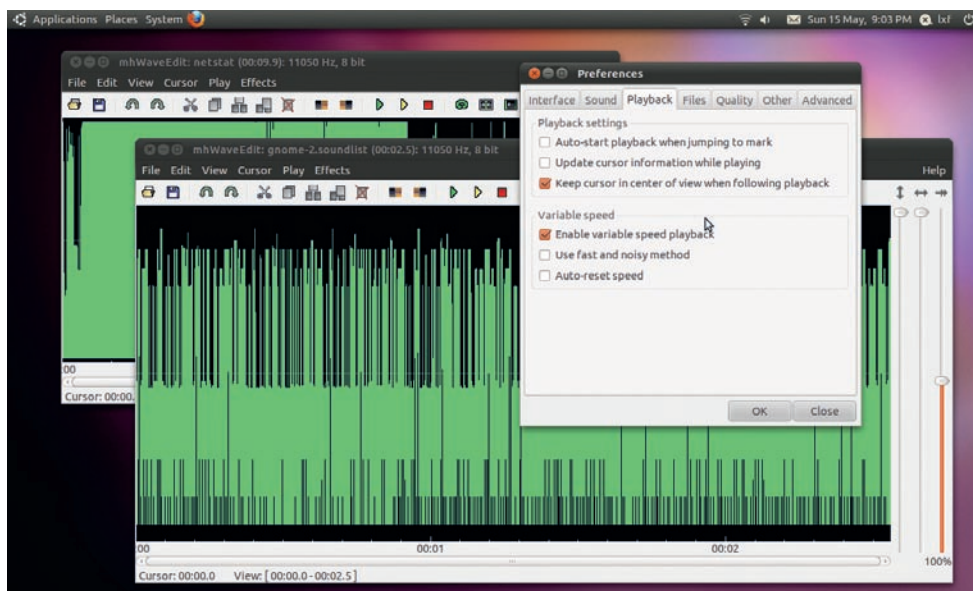 Applications Places System
Sun 15 May, 9:03 PM lxf
mhWaveEdit: netstat (00:09.9): 11050 Hz, 8 bit
File Edit View Cursor Play Effects
:00
Cursor: 00:00.
mhWaveEdit: gnome-2.soundlist (00:02.5): 11050 Hz, 8 bit
File Edit View Cursor Play Effects
Help
:00 00:01 00:02
100%
Cursor: 00:00.0 View: [ 00:00.0 - 00:02.5 ]
Preferences
Interface Sound Playback Files Quality Other Advanced
Playback settings
Auto-start playback when jumping to mark
Update cursor information while playing
Keep cursor in center of view when following playback
Variable speed
Enable variable speed playback
Use fast and noisy method
Auto-reset speed
OK Close